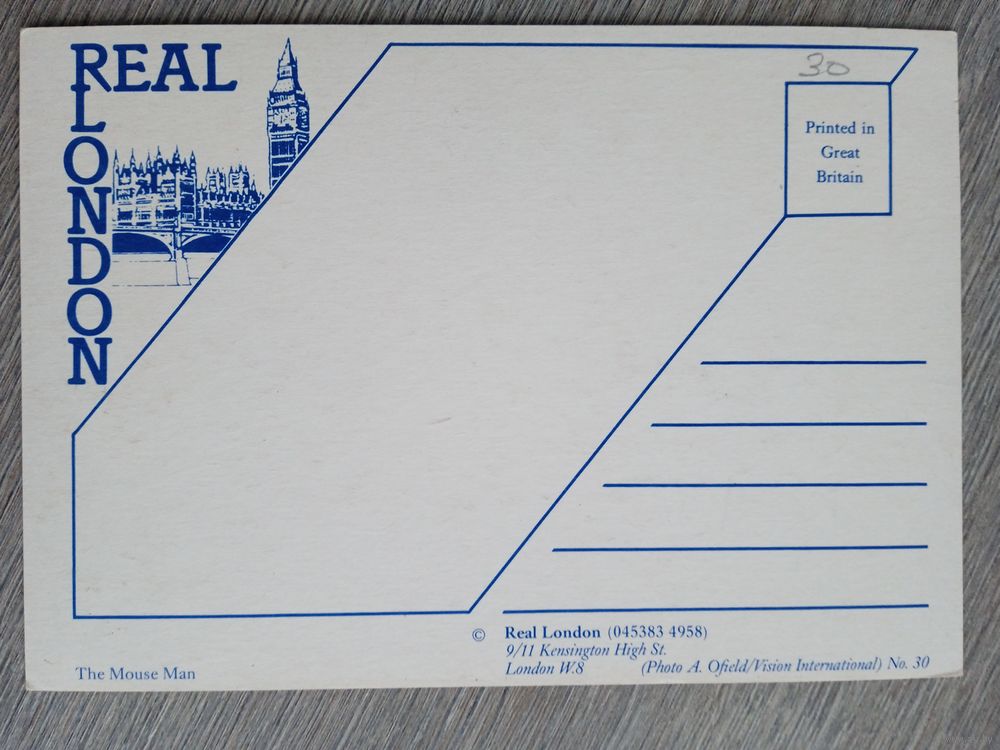 REAL
LONDON
30
Printed in
Great
Britain
© Real London (045383 4958)
9/11 Kensington High St.
London W.8 (Photo A. Ofield/Vision International) No. 30
The Mouse Man